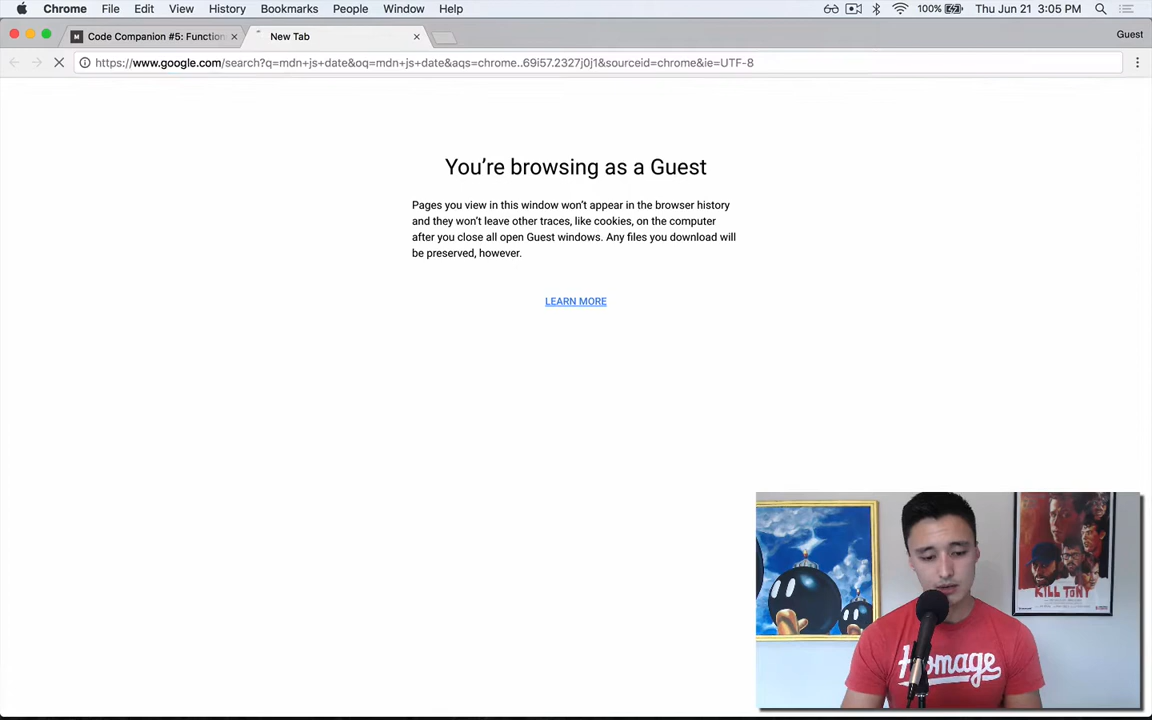 Chrome File Edit View History Bookmarks People Window Help 100% Thu Jun 21 3:05 PM
M Code Companion #5: Function New Tab Guest
https://www.google.com/search?q=mdn+js+date&oq=mdn+js+date&aqs=chrome..69i57.2327j0j1&sourceid=chrome&ie=UTF-8
You're browsing as a Guest
Pages you view in this window won't appear in the browser history
and they won't leave other traces, like cookies, on the computer
after you close all open Guest windows. Any files you download will
be preserved, however.
LEARN MORE
KILL TONY
Homage